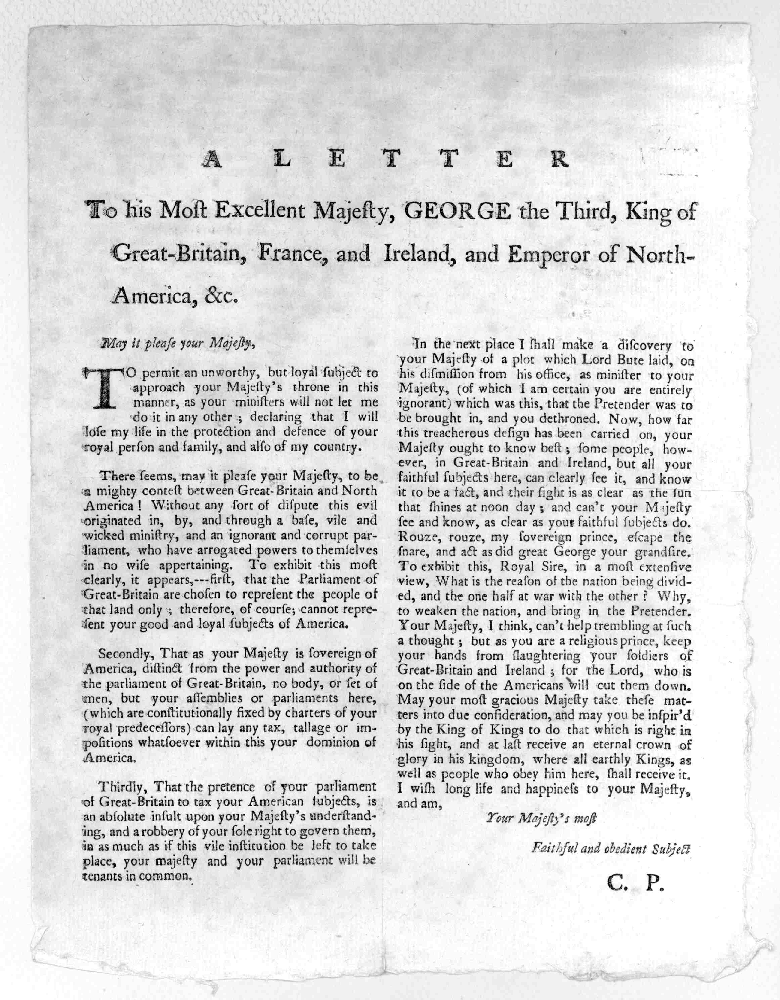 A LETTER
To his Moſt Excellent Majeſty, GEORGE the Third, King of
Great-Britain, France, and Ireland, and Emperor of North-
America, &c.
May it pleaſe your Majeſty,
TO permit an unworthy, but loyal ſubject to
approach your Majeſty's throne in this
manner, as your miniſters will not let me
do it in any other ; declaring that I will
loſe my life in the protection and defence of your
royal perſon and family, and alſo of my country.
There ſeems, may it pleaſe your Majeſty, to be
a mighty conteſt between Great-Britain and North
America ! Without any ſort of diſpute this evil
originated in, by, and through a baſe, vile and
wicked miniſtry, and an ignorant and corrupt par-
liament, who have arrogated powers to themſelves
in no wiſe appertaining. To exhibit this moſt
clearly, it appears,---firſt, that the Parliament of
Great-Britain are choſen to repreſent the people of
that land only ; therefore, of courſe; cannot repre-
ſent your good and loyal ſubjects of America.
Secondly, That as your Majeſty is ſovereign of
America, diſtinct from the power and authority of
the parliament of Great-Britain, no body, or ſet of
men, but your aſſemblies or parliaments here,
(which are conſtitutionally fixed by charters of your
royal predeceſſors) can lay any tax, tallage or im-
poſitions whatſoever within this your dominion of
America.
Thirdly, That the pretence of your parliament
of Great-Britain to tax your American ſubjects, is
an abſolute inſult upon your Majeſty's underſtand-
ing, and a robbery of your ſole right to govern them,
in as much as if this vile inſtitution be left to take
place, your majeſty and your parliament will be
tenants in common.
In the next place I ſhall make a diſcovery to
your Majeſty of a plot which Lord Bute laid, on
his diſmiſſion from his office, as miniſter to your
Majeſty, (of which I am certain you are entirely
ignorant) which was this, that the Pretender was to
be brought in, and you dethroned. Now, how far
this treacherous deſign has been carried on, your
Majeſty ought to know beſt ; ſome people, how-
ever, in Great-Britain and Ireland, but all your
faithful ſubjects here, can clearly ſee it, and know
it to be a fact, and their ſight is as clear as the ſun
that ſhines at noon day ; and can't your Majeſty
ſee and know, as clear as your faithful ſubjects do.
Rouze, rouze, my ſovereign prince, eſcape the
ſnare, and act as did great George your grandſire.
To exhibit this, Royal Sire, in a moſt extenſive
view, What is the reaſon of the nation being divid-
ed, and the one half at war with the other ? Why,
to weaken the nation, and bring in the Pretender.
Your Majeſty, I think, can't help trembling at ſuch
a thought ; but as you are a religious prince, keep
your hands from ſlaughtering your ſoldiers of
Great-Britain and Ireland ; for the Lord, who is
on the ſide of the Americans will cut them down.
May your moſt gracious Majeſty take theſe mat-
ters into due conſideration, and may you be inſpir'd
by the King of Kings to do that which is right in
his ſight, and at laſt receive an eternal crown of
glory in his kingdom, where all earthly Kings, as
well as people who obey him here, ſhall receive it.
I wiſh long life and happineſs to your Majeſty,
and am,
Your Majeſty's moſt
Faithful and obedient Subject
C. P.